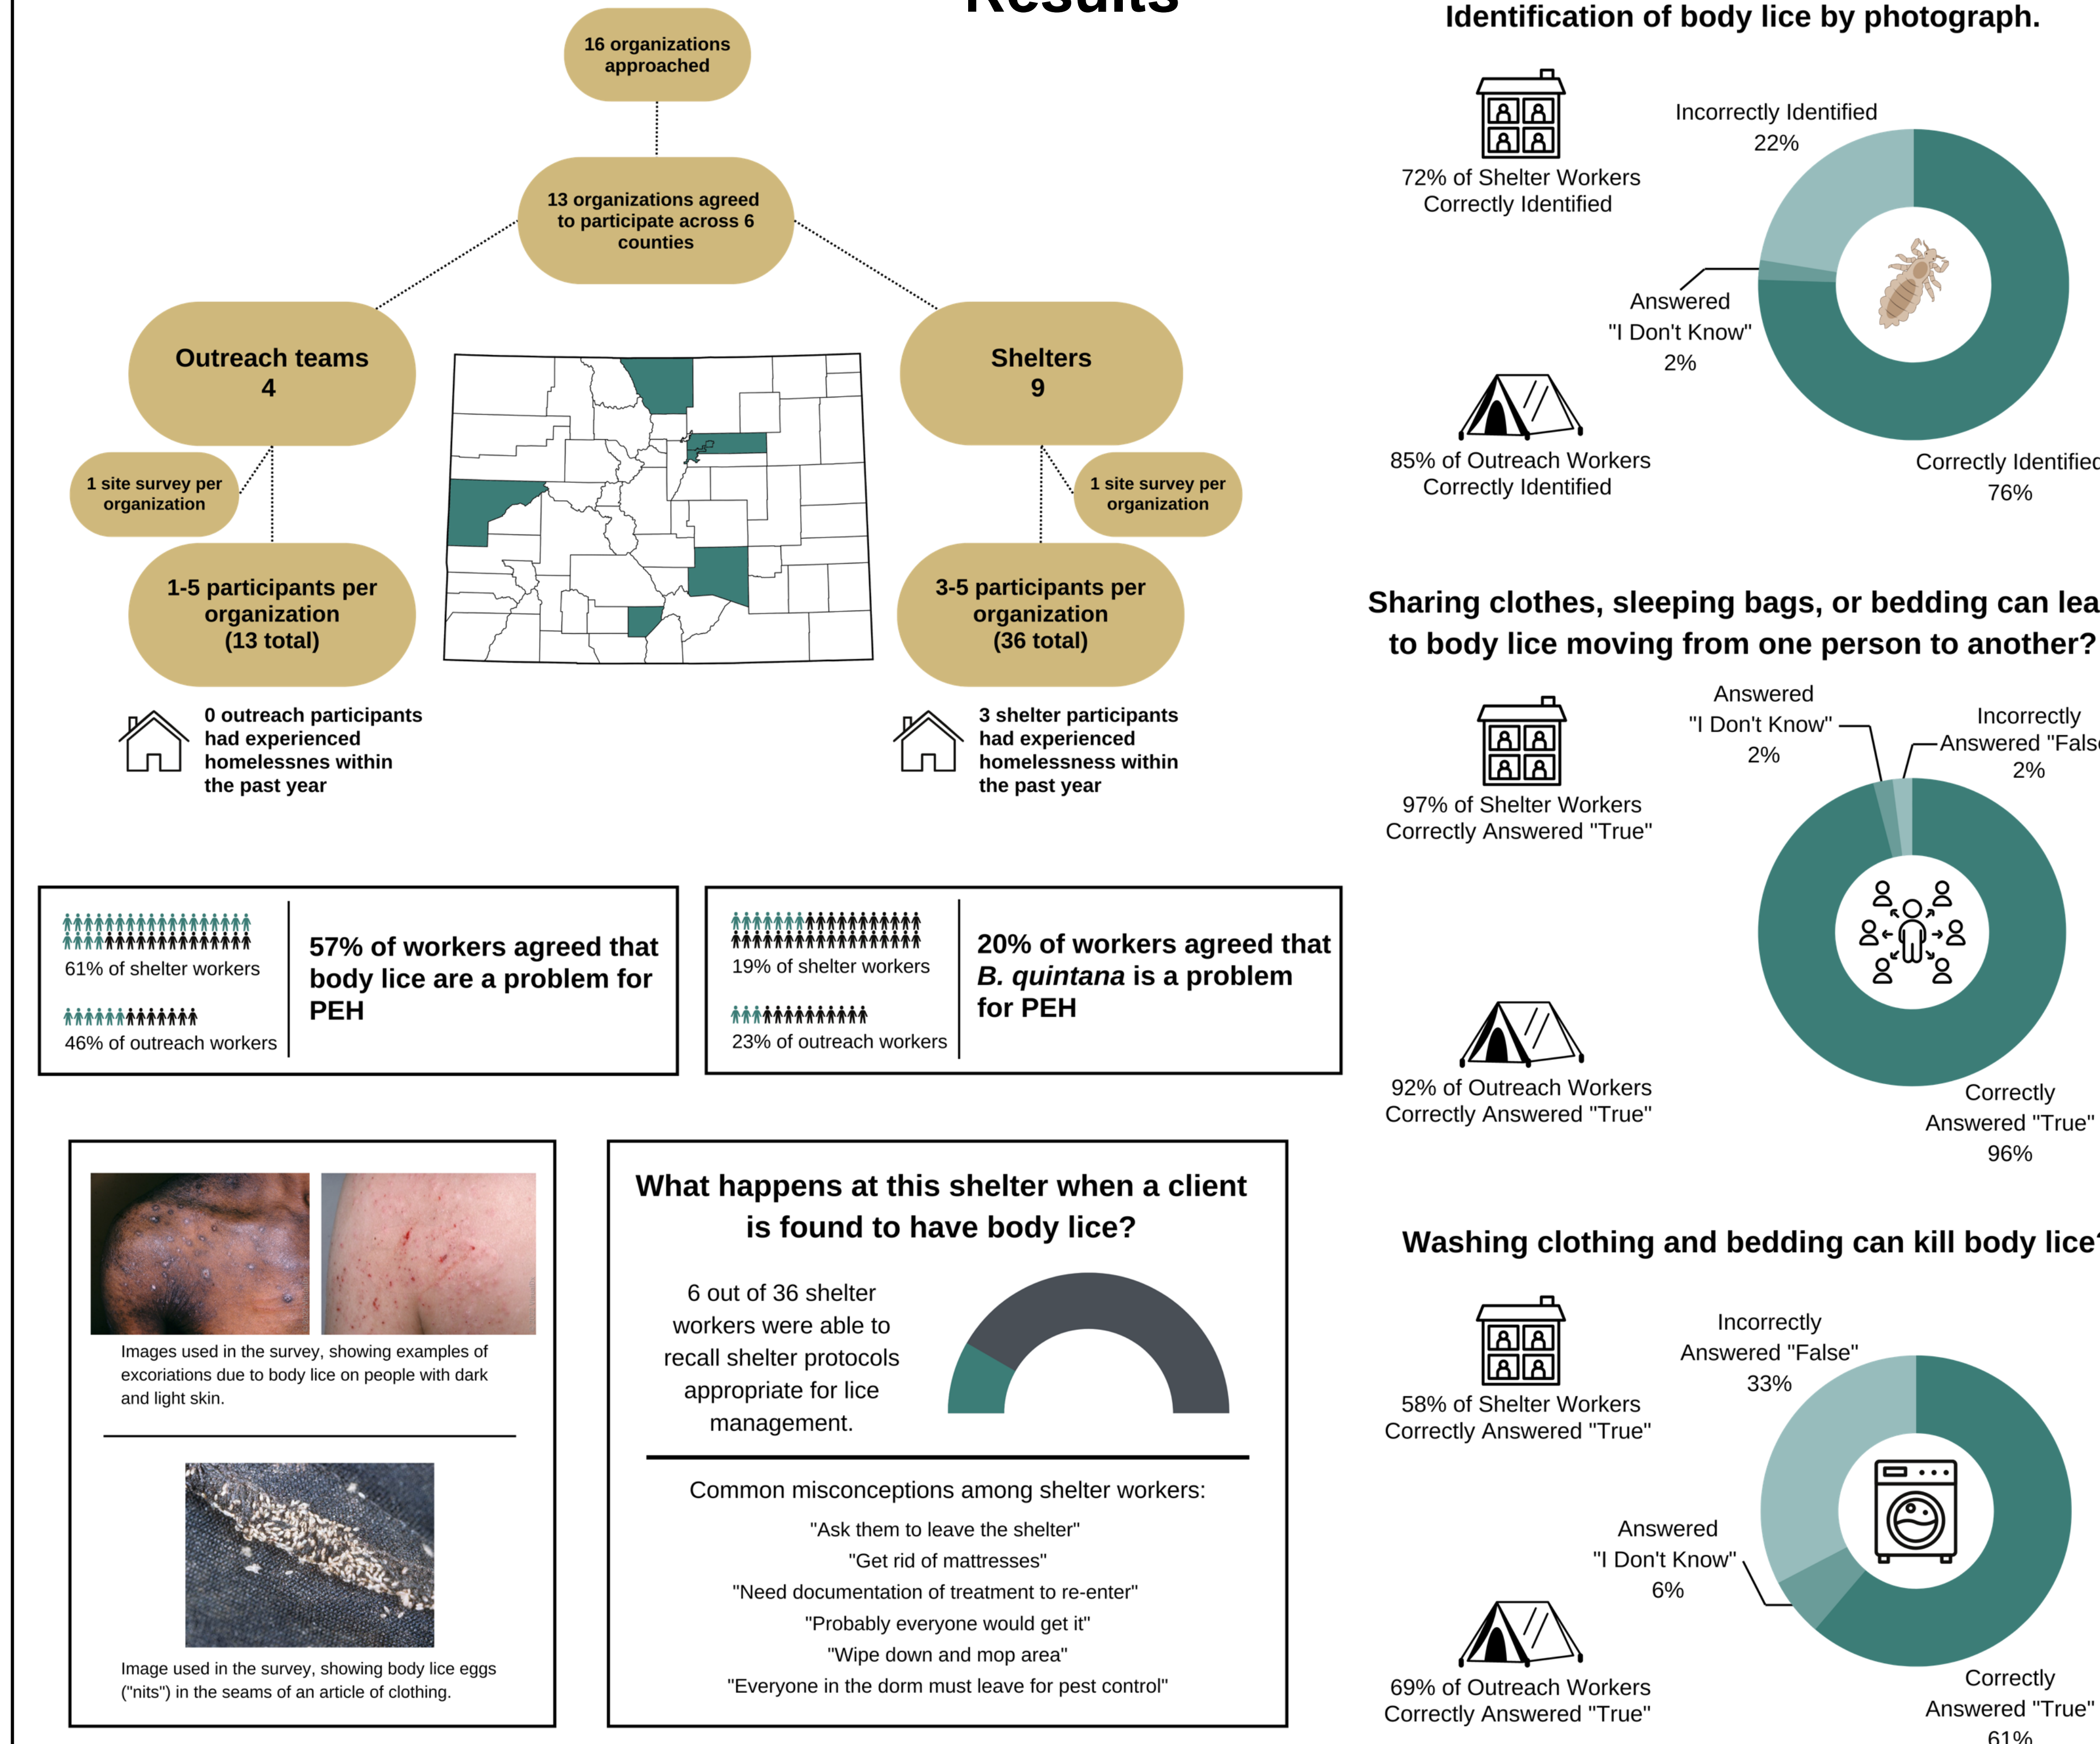 Results
16 organizations
approached
13 organizations agreed
to participate across 6
counties
Outreach teams
4
Shelters
9
1 site survey per
organization
1 site survey per
organization
1-5 participants per
organization
(13 total)
3-5 participants per
organization
(36 total)
0 outreach participants
had experienced
homelessnes within
the past year
3 shelter participants
had experienced
homelessness within
the past year
61% of shelter workers
46% of outreach workers
57% of workers agreed that
body lice are a problem for
PEH
19% of shelter workers
23% of outreach workers
20% of workers agreed that
B. quintana is a problem
for PEH
Images used in the survey, showing examples of
excoriations due to body lice on people with dark
and light skin.
Image used in the survey, showing body lice eggs
("nits") in the seams of an article of clothing.
What happens at this shelter when a client
is found to have body lice?
6 out of 36 shelter
workers were able to
recall shelter protocols
appropriate for lice
management.
Common misconceptions among shelter workers:
"Ask them to leave the shelter"
"Get rid of mattresses"
"Need documentation of treatment to re-enter"
"Probably everyone would get it"
"Wipe down and mop area"
"Everyone in the dorm must leave for pest control"
Identification of body lice by photograph.
72% of Shelter Workers
Correctly Identified
85% of Outreach Workers
Correctly Identified
Incorrectly Identified
22%
Answered
"I Don't Know"
2%
Correctly Identified
76%
Sharing clothes, sleeping bags, or bedding can lea
to body lice moving from one person to another?
97% of Shelter Workers
Correctly Answered "True"
92% of Outreach Workers
Correctly Answered "True"
Answered
"I Don't Know"
2%
Incorrectly
Answered "Fals
2%
Correctly
Answered "True"
96%
Washing clothing and bedding can kill body lice?
58% of Shelter Workers
Correctly Answered "True"
69% of Outreach Workers
Correctly Answered "True"
Incorrectly
Answered "False"
33%
Answered
"I Don't Know"
6%
Correctly
Answered "True"
61%